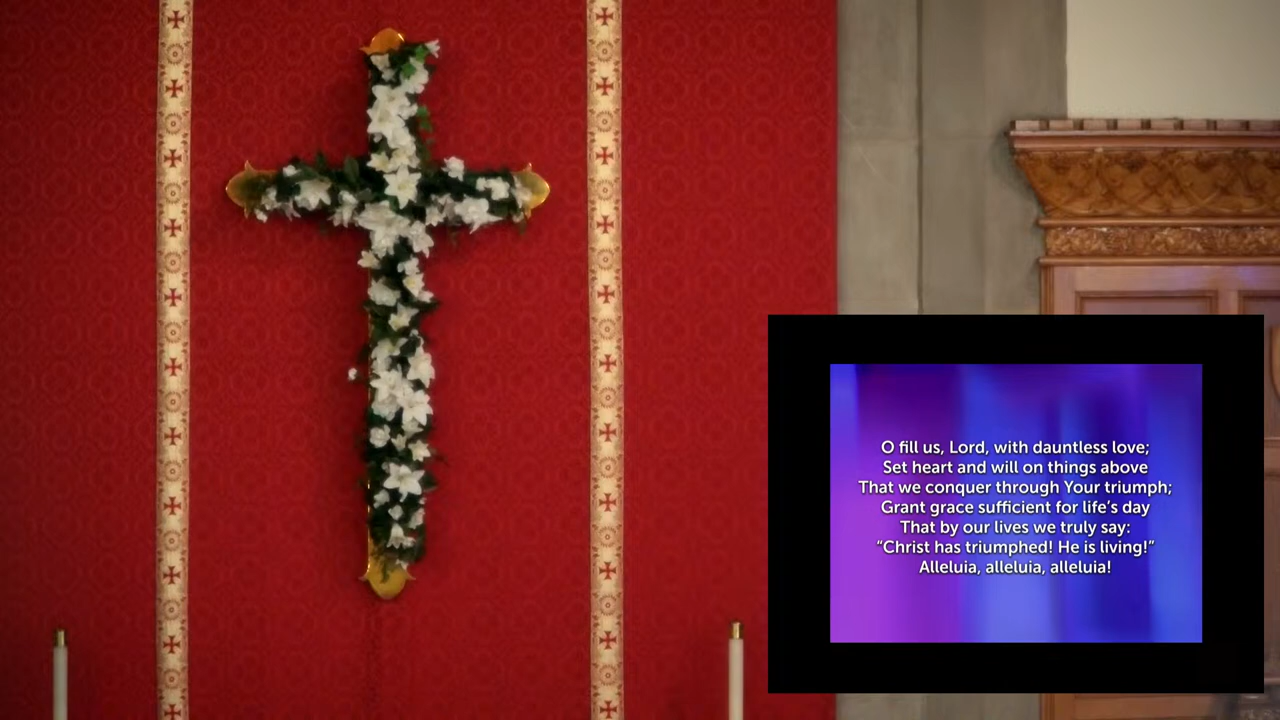 O fill us, Lord, with dauntless love;
Set heart and will on things above
That we conquer through Your triumph;
Grant grace sufficient for life’s day
That by our lives we truly say:
“Christ has triumphed! He is living!”
Alleluia, alleluia, alleluia!